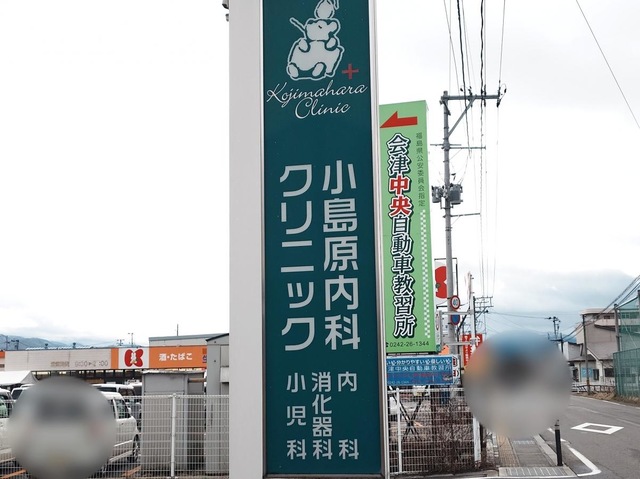 Kojimahara
Clinic
小島原内科
クリニック
内科
消化器科
小児科
福島県公安委員会指定
会津中央自動車教習所
0242-26-1344
酒・たばこ